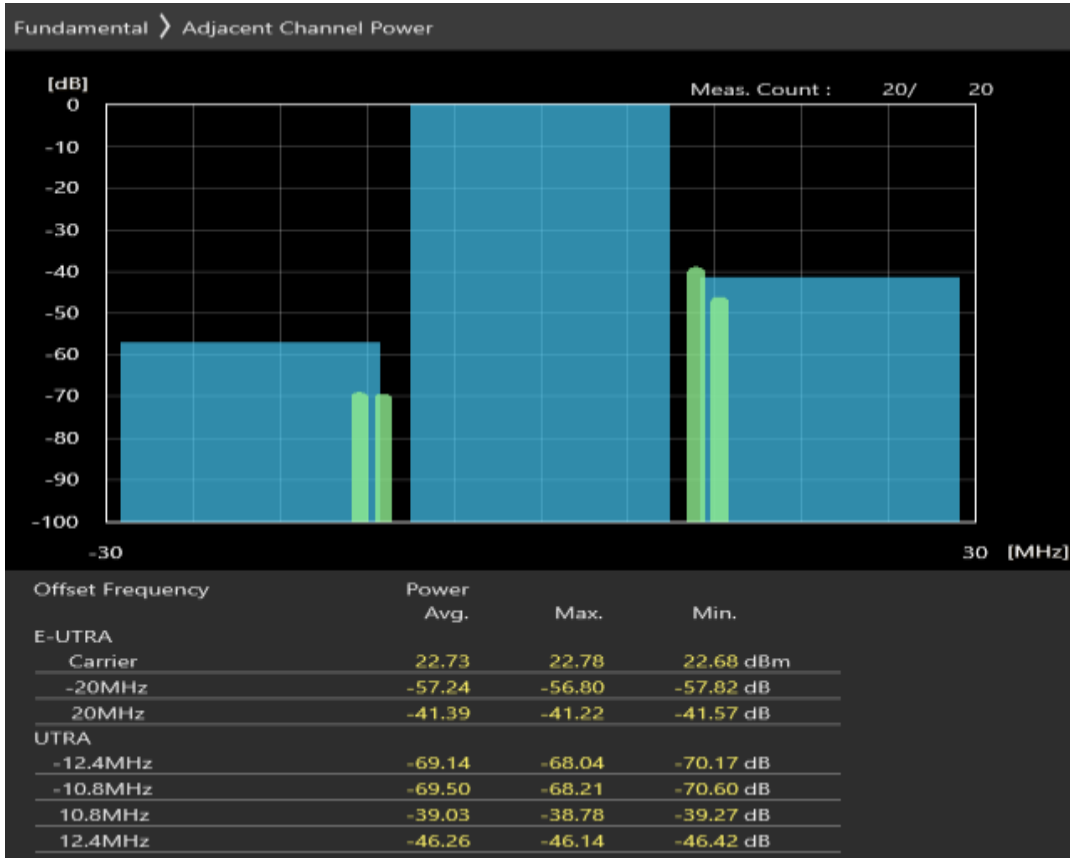 Fundamental 〉 Adjacent Channel Power
[dB]
Meas. Count : 20/ 20
0
-10
-20
-30
-40
-50
-60
-70
-80
-90
-100
-30 30 [MHz]
Offset Frequency Power
Avg. Max. Min.
E-UTRA
Carrier 22.73 22.78 22.68 dBm
-20MHz -57.24 -56.80 -57.82 dB
20MHz -41.39 -41.22 -41.57 dB
UTRA
-12.4MHz -69.14 -68.04 -70.17 dB
-10.8MHz -69.50 -68.21 -70.60 dB
10.8MHz -39.03 -38.78 -39.27 dB
12.4MHz -46.26 -46.14 -46.42 dB